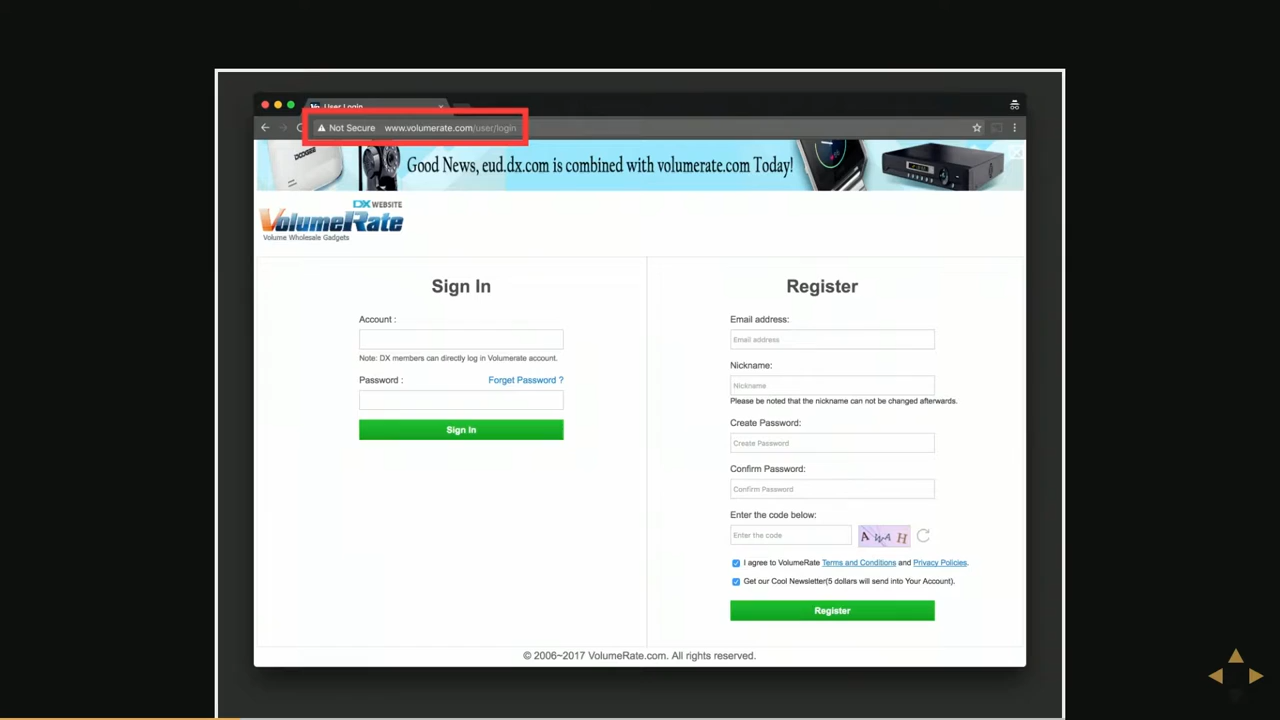 User Login
Not Secure www.volumerate.com/user/login
DOOGEE
Good News, eud.dx.com is combined with volumerate.com Today!
DX WEBSITE
VolumeRate
Volume Wholesale Gadgets
Sign In
Account :
Note: DX members can directly log in Volumerate account.
Password : Forget Password ?
Sign In
Register
Email address:
Email address
Nickname:
Nickname
Please be noted that the nickname can not be changed afterwards.
Create Password:
Create Password
Confirm Password:
Confirm Password
Enter the code below:
Enter the code A W A H
I agree to VolumeRate Terms and Conditions and Privacy Policies.
Get our Cool Newsletter(5 dollars will send into Your Account).
Register
© 2006~2017 VolumeRate.com. All rights reserved.